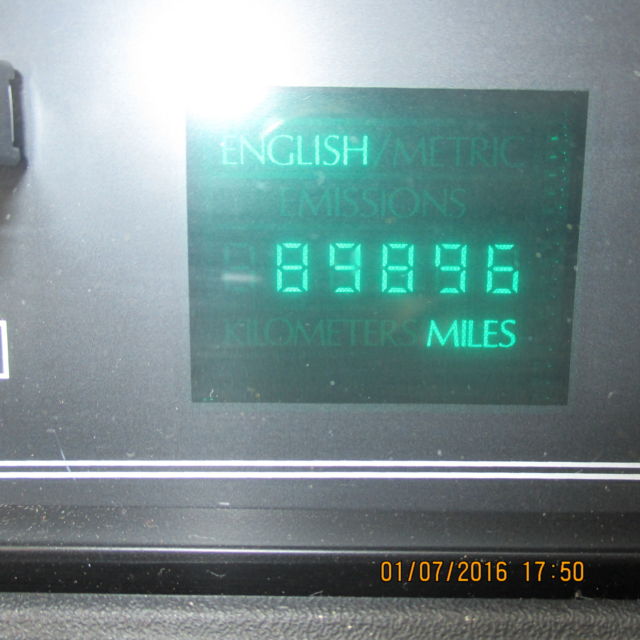 ENGLISH/METRIC
EMISSIONS
89896
KILOMETERS MILES
01/07/2016 17:50